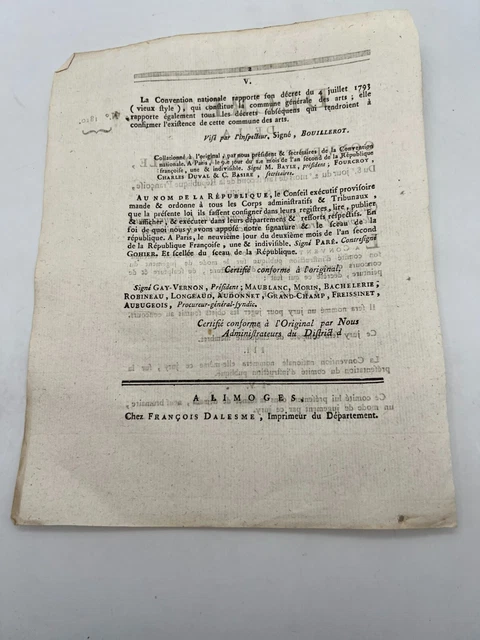 2
V.
La Convention nationale rapporte son décret du 4 juillet 1793
( vieux style ), qui constitue la commune générale des arts ; elle
rapporte également tous les décrets subséquens qui tendroient à
confirmer l'existence de cette commune des arts.
Visé par l'Inspecteur, Signé, BOUILLEROT.
Collationné à l'original, par nous président & secrétaires de la Convention
nationale. A Paris, le 9e jour du 2e mois de l'an second de la République
françoise, une & indivisible. Signé M. BAYLE, président ; FOURCROY,
CHARLES DUVAL & C. BASIRE, secrétaires.
AU NOM DE LA RÉPUBLIQUE, le Conseil exécutif provisoire
mande & ordonne à tous les Corps administratifs & Tribunaux,
que la présente loi ils fassent consigner dans leurs registres, lire, publier
& afficher, & exécuter dans leurs départemens & ressorts respectifs. En
foi de quoi nous y avons apposé notre signature & le sceau de la
république. A Paris, le neuvième jour du deuxième mois de l'an second
de la République Françoise, une & indivisible. Signé PARÉ. Contresigné
GOHIER. Et scellée du sceau de la République.
Certifié conforme à l'original,
Signé GAY-VERNON, Président ; MAUBLANC, MORIN, BACHELERIE ;
ROBINEAU, LONGEAUD, AUDONNET, GRAND-CHAMP, FREISSINET,
AUBUGEOIS, Procureur-général-syndic.
Certifié conforme à l'Original par Nous
Administrateurs du District d
A LIMOGES,
Chez FRANÇOIS DALESME, Imprimeur du Département.